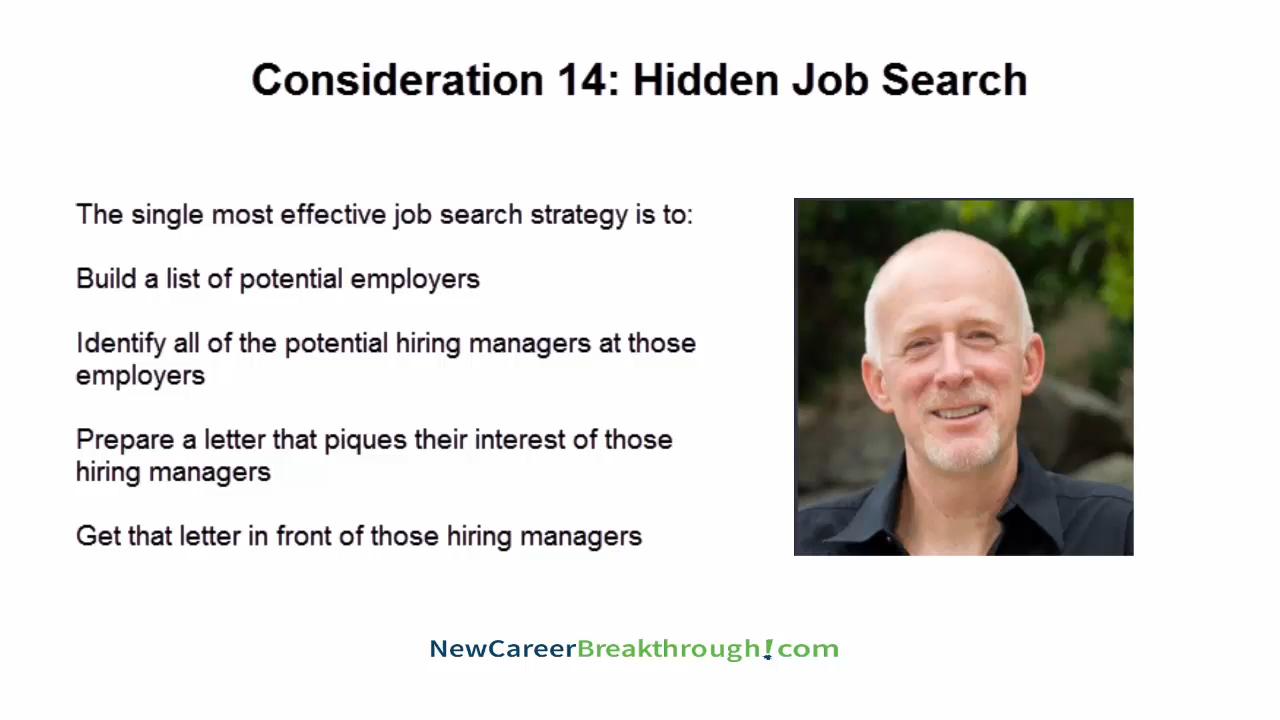 Consideration 14: Hidden Job Search
The single most effective job search strategy is to:
Build a list of potential employers
Identify all of the potential hiring managers at those
employers
Prepare a letter that piques their interest of those
hiring managers
Get that letter in front of those hiring managers
NewCareerBreakthrough!com